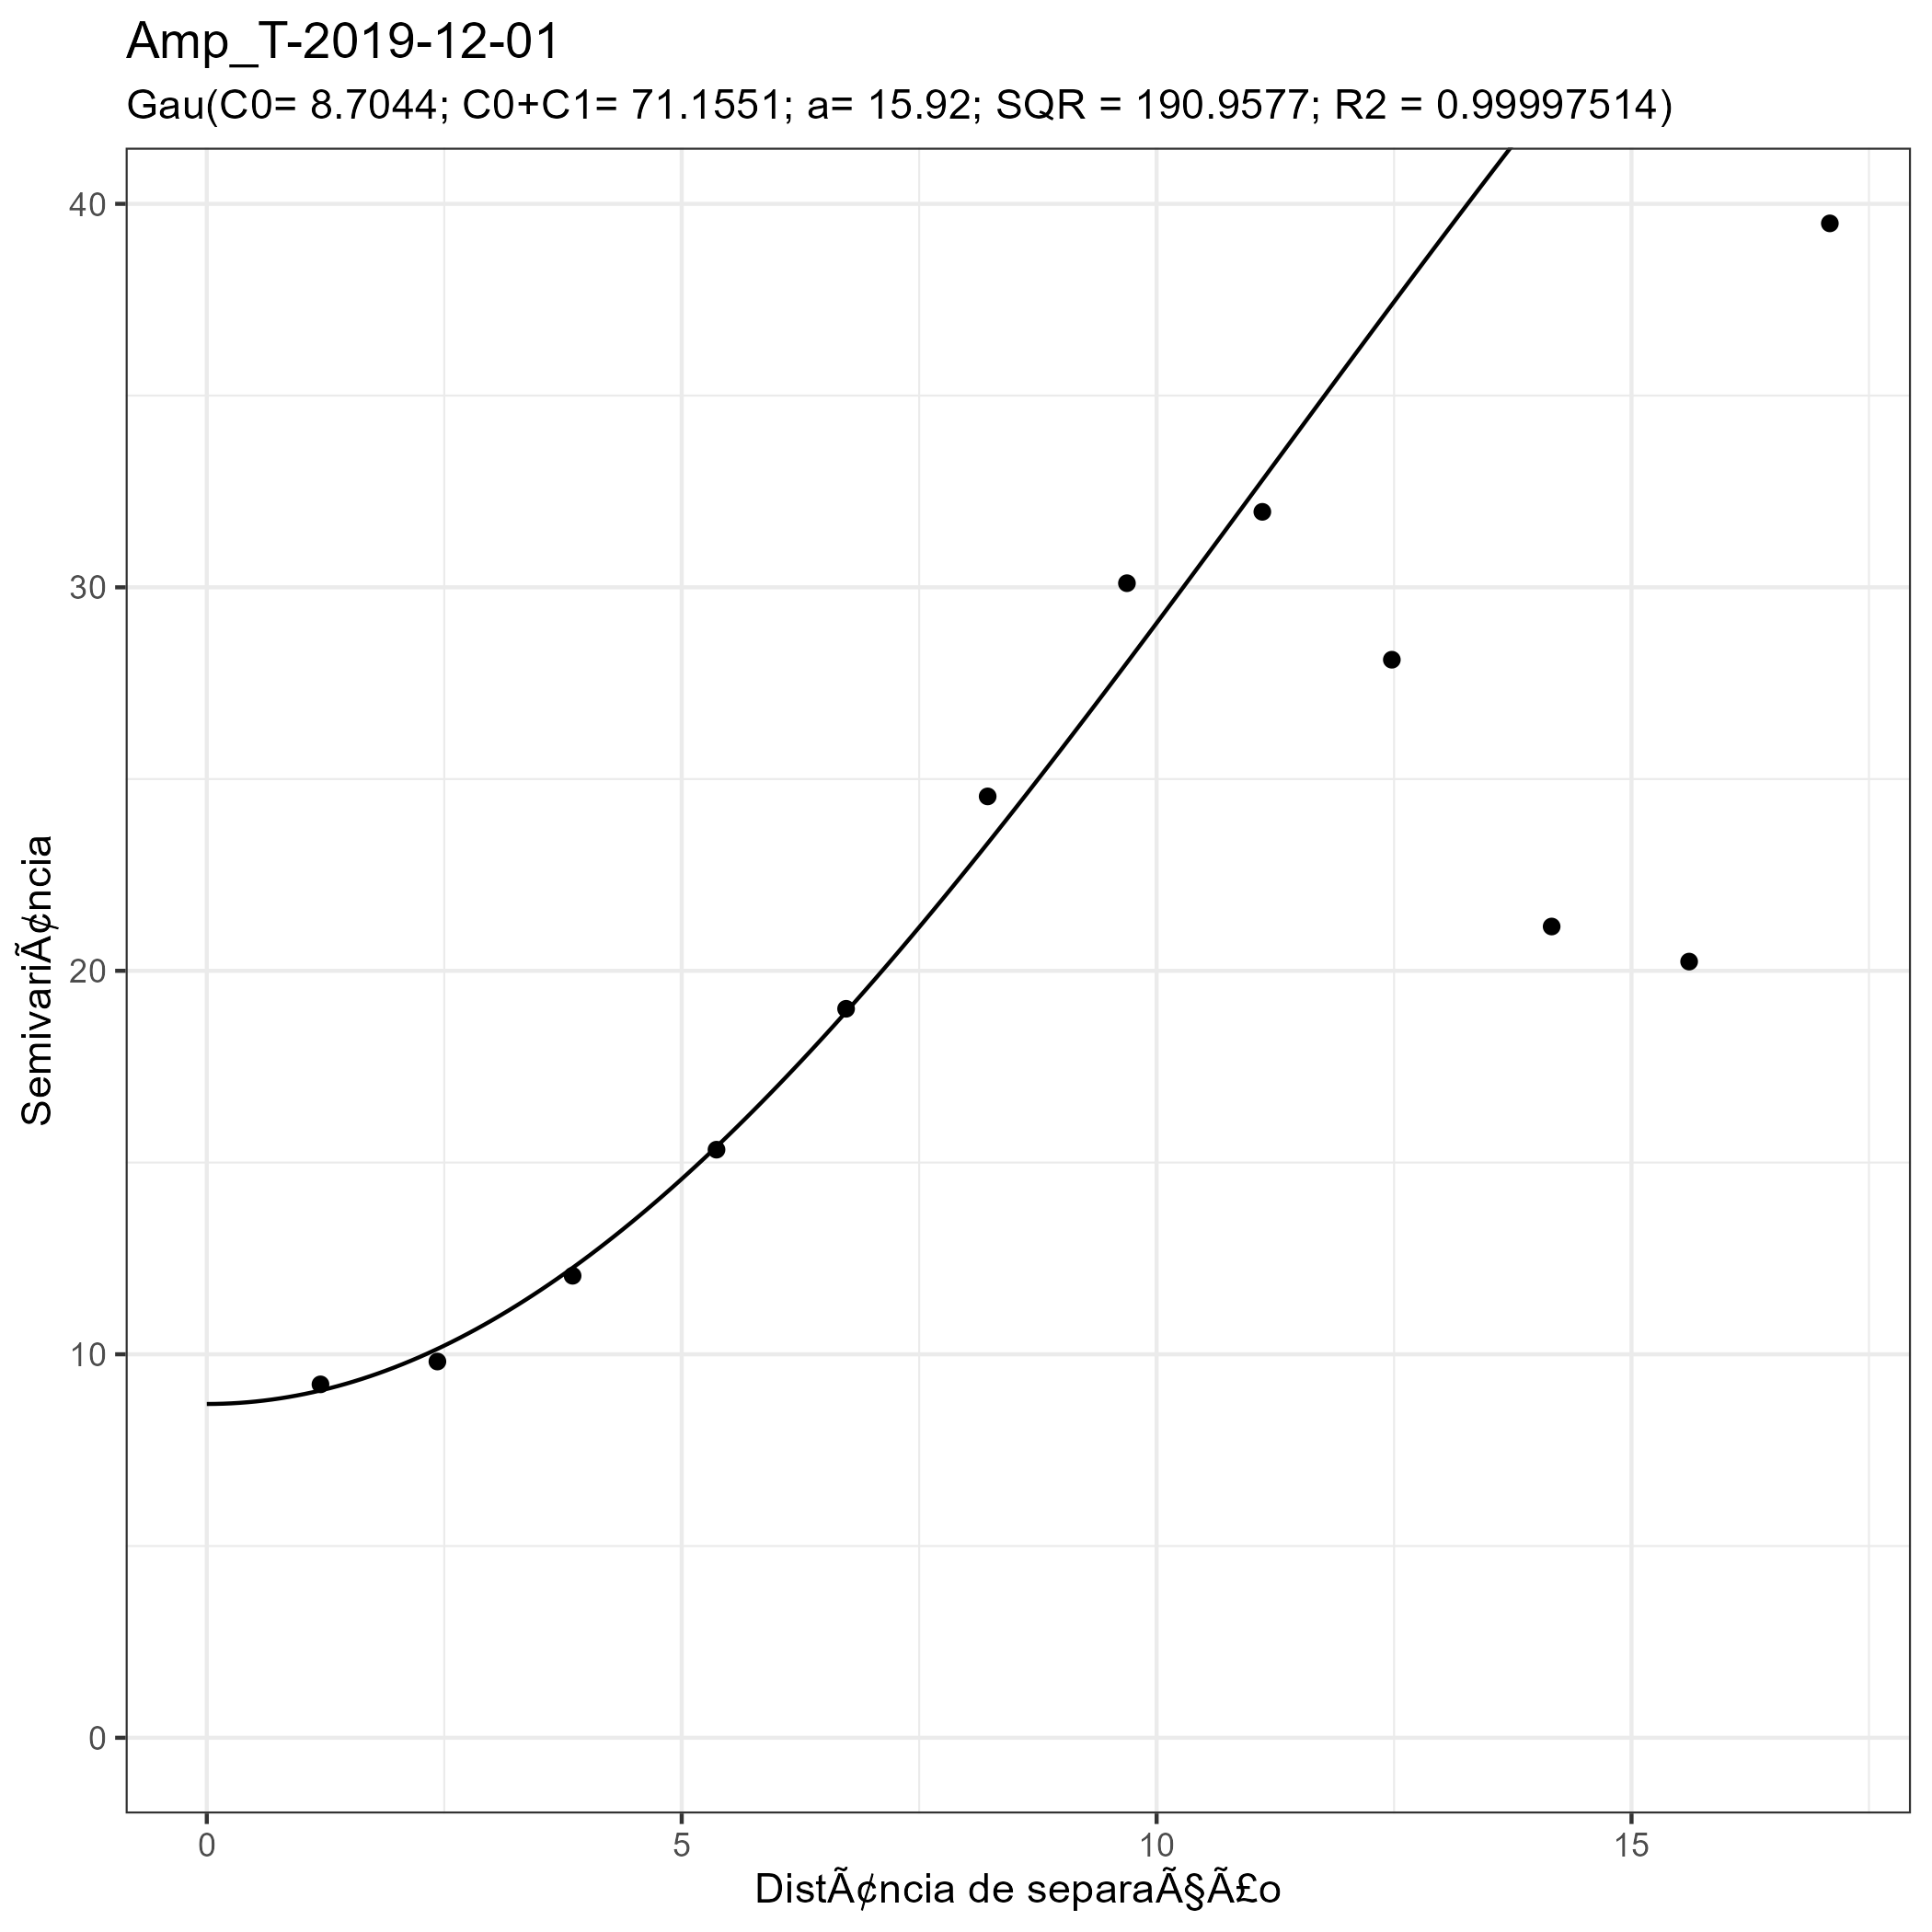 Amp_T-2019-12-01
Gau(C0= 8.7044; C0+C1= 71.1551; a= 15.92; SQR = 190.9577; R2 = 0.99997514)
40
30
20
10
0
SemivariÃ¢ncia
0 5 10 15
DistÃ¢ncia de separaÃ§Ã£o